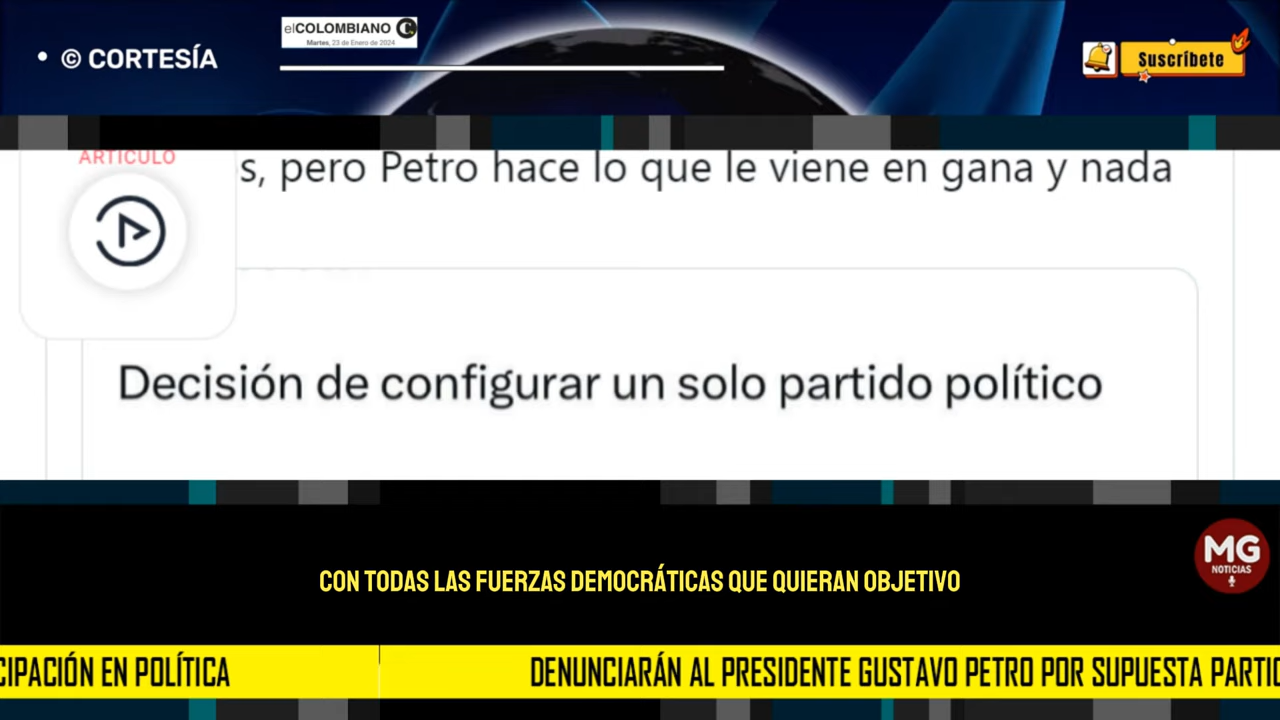 elCOLOMBIANO
Martes, 23 de Enero de 2024
• © CORTESÍA
Suscríbete
ARTÍCULO
s, pero Petro hace lo que le viene en gana y nada
Decisión de configurar un solo partido político
MG
NOTICIAS
CON TODAS LAS FUERZAS DEMOCRÁTICAS QUE QUIERAN OBJETIVO
CIPACIÓN EN POLÍTICA
DENUNCIARÁN AL PRESIDENTE GUSTAVO PETRO POR SUPUESTA PARTIC